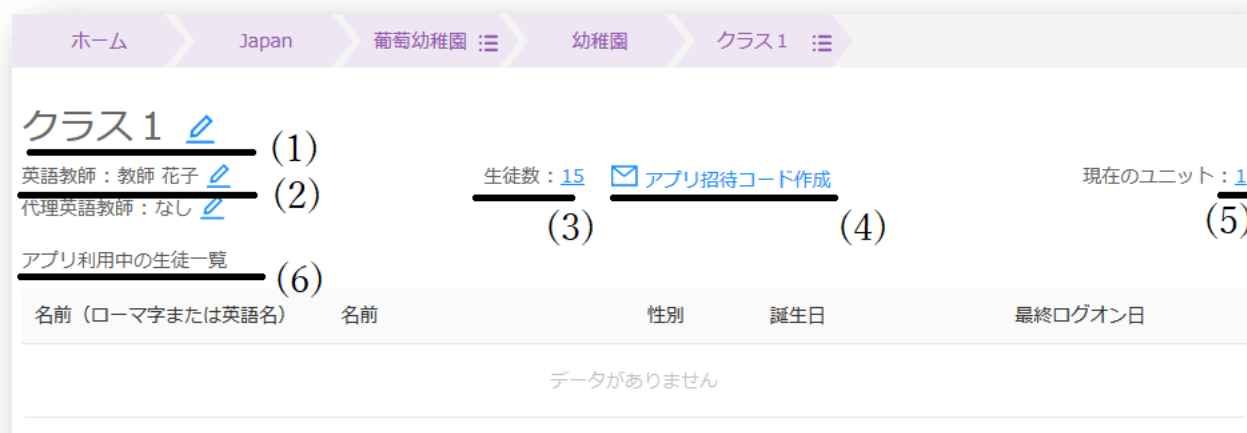 ホーム Japan 葡萄幼稚園 幼稚園 クラス1
クラス1 (1)
英語教師：教師 花子 (2) 生徒数：15 (3) アプリ招待コード作成 (4) 現在のユニット：1 (5)
代理英語教師：なし
アプリ利用中の生徒一覧 (6)
名前（ローマ字または英語名） 名前 性別 誕生日 最終ログオン日
データがありません